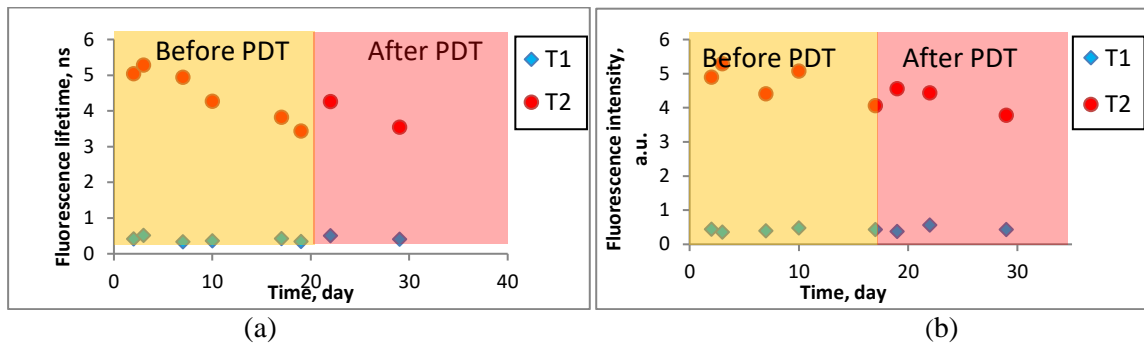 Fluorescence lifetime, ns
6
5
4
3
2
1
0
Before PDT
After PDT
0
10
20
30
40
Time, day
T1
T2
(a)
Fluorescence intensity,
a.u.
6
5
4
3
2
1
0
Before PDT
After PDT
0
10
20
30
Time, day
T1
T2
(b)